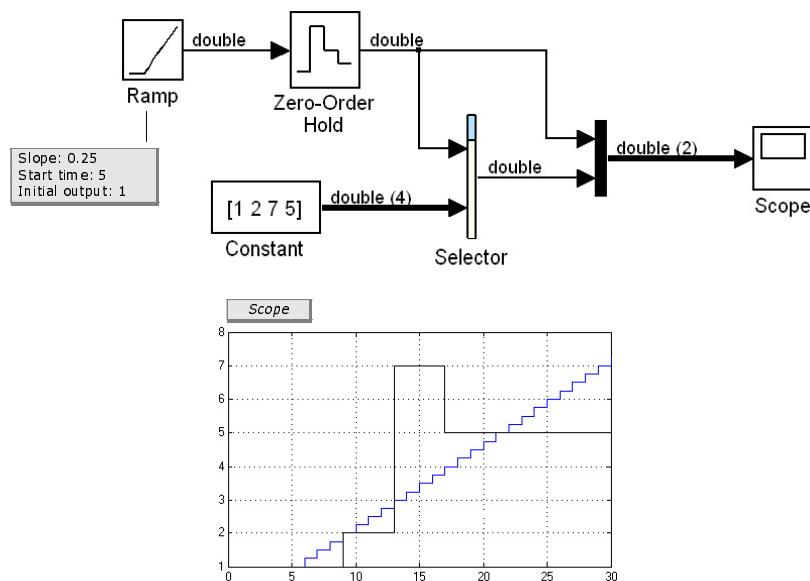 double
double
Ramp
Zero-Order
Hold
Slope: 0.25
Start time: 5
Initial output: 1
double
double (2)
Scope
[1 2 7 5]
double (4)
Constant
Selector
Scope
8
7
6
5
4
3
2
1
0 5 10 15 20 25 30